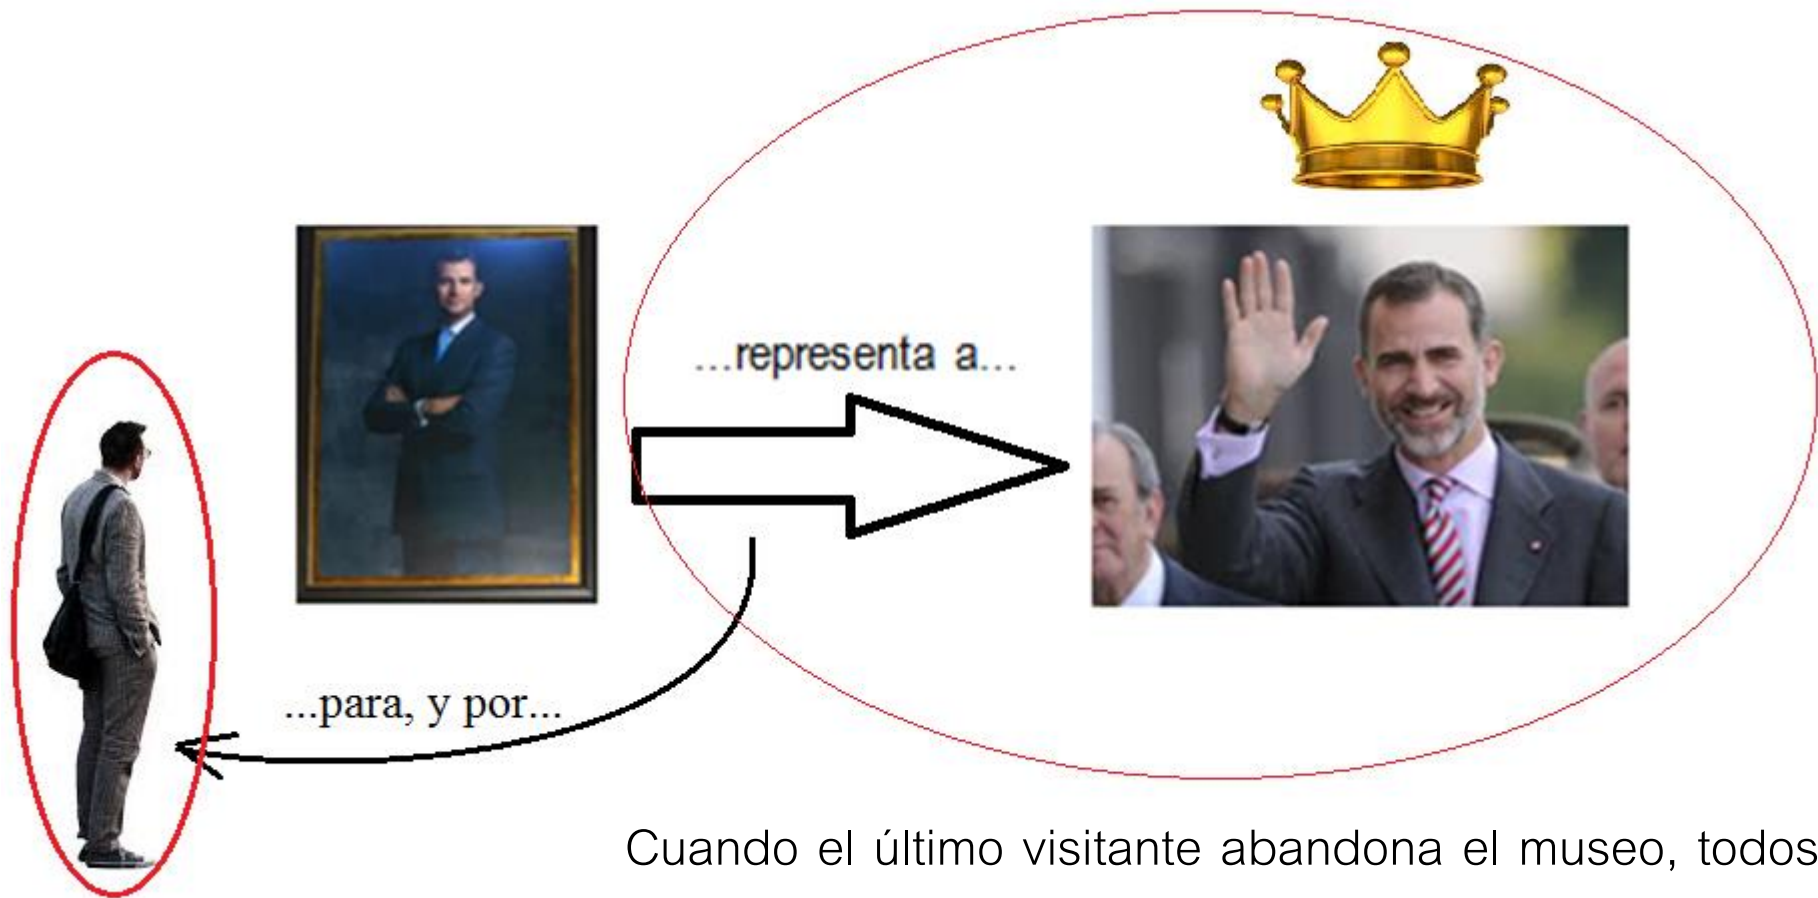 ...representa a...
...para, y por...
Cuando el último visitante abandona el museo, todos